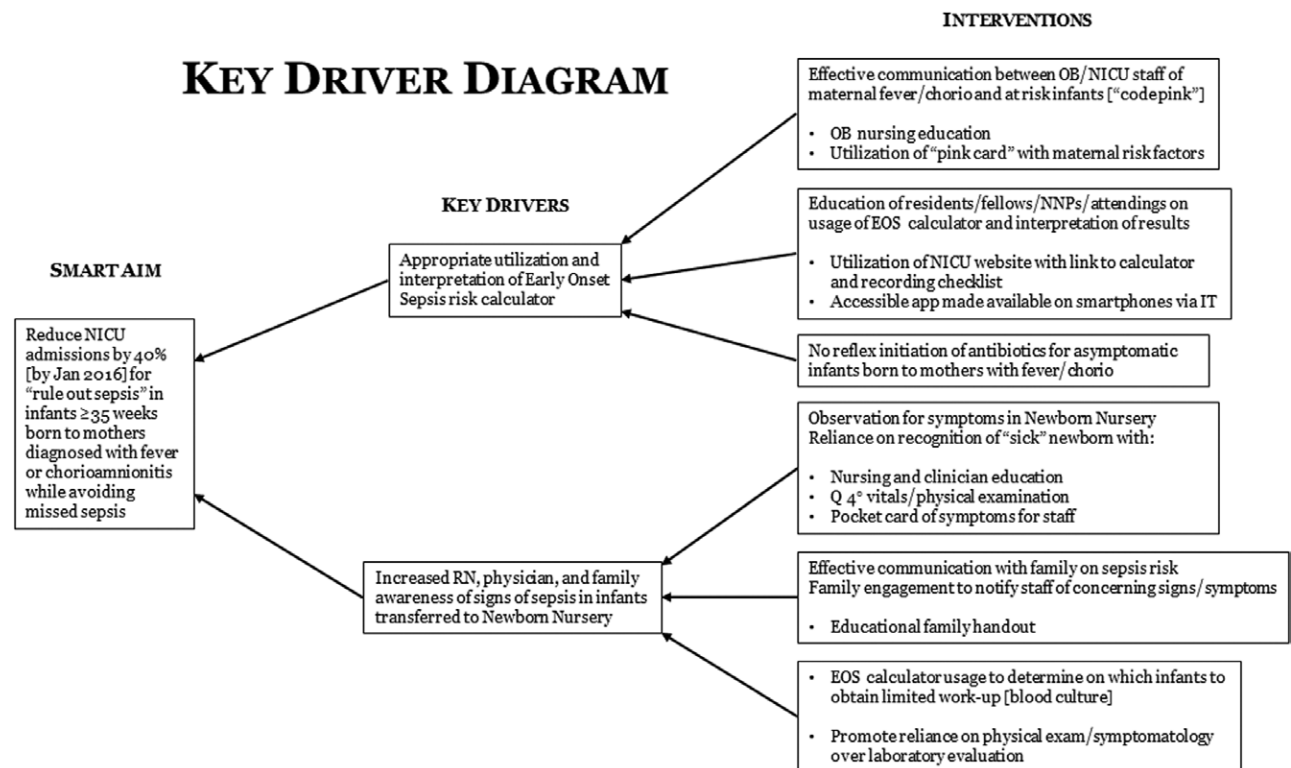 KEY DRIVER DIAGRAM
SMART AIM
Reduce NICU
admissions by 40%
[by Jan 2016] for
“rule out sepsis” in
infants ≥35 weeks
born to mothers
diagnosed with fever
or chorioamnionitis
while avoiding
missed sepsis
KEY DRIVERS
Appropriate utilization and
interpretation of Early Onset
Sepsis risk calculator
Increased RN, physician, and family
awareness of signs of sepsis in infants
transferred to Newborn Nursery
INTERVENTIONS
Effective communication between OB/NICU staff of
maternal fever/chorio and at risk infants [“codepink”]
• OB nursing education
• Utilization of “pink card” with maternal risk factors
Education of residents/fellows/NNPs/attendings on
usage of EOS calculator and interpretation of results
• Utilization of NICU website with link to calculator
and recording checklist
• Accessible app made available on smartphones via IT
No reflex initiation of antibiotics for asymptomatic
infants born to mothers with fever/chorio
Observation for symptoms in Newborn Nursery
Reliance on recognition of “sick” newborn with:
• Nursing and clinician education
• Q 4° vitals/physical examination
• Pocket card of symptoms for staff
Effective communication with family on sepsis risk
Family engagement to notify staff of concerning signs/symptoms
• Educational family handout
• EOS calculator usage to determine on which infants to
obtain limited work-up [blood culture]
• Promote reliance on physical exam/symptomatology
over laboratory evaluation